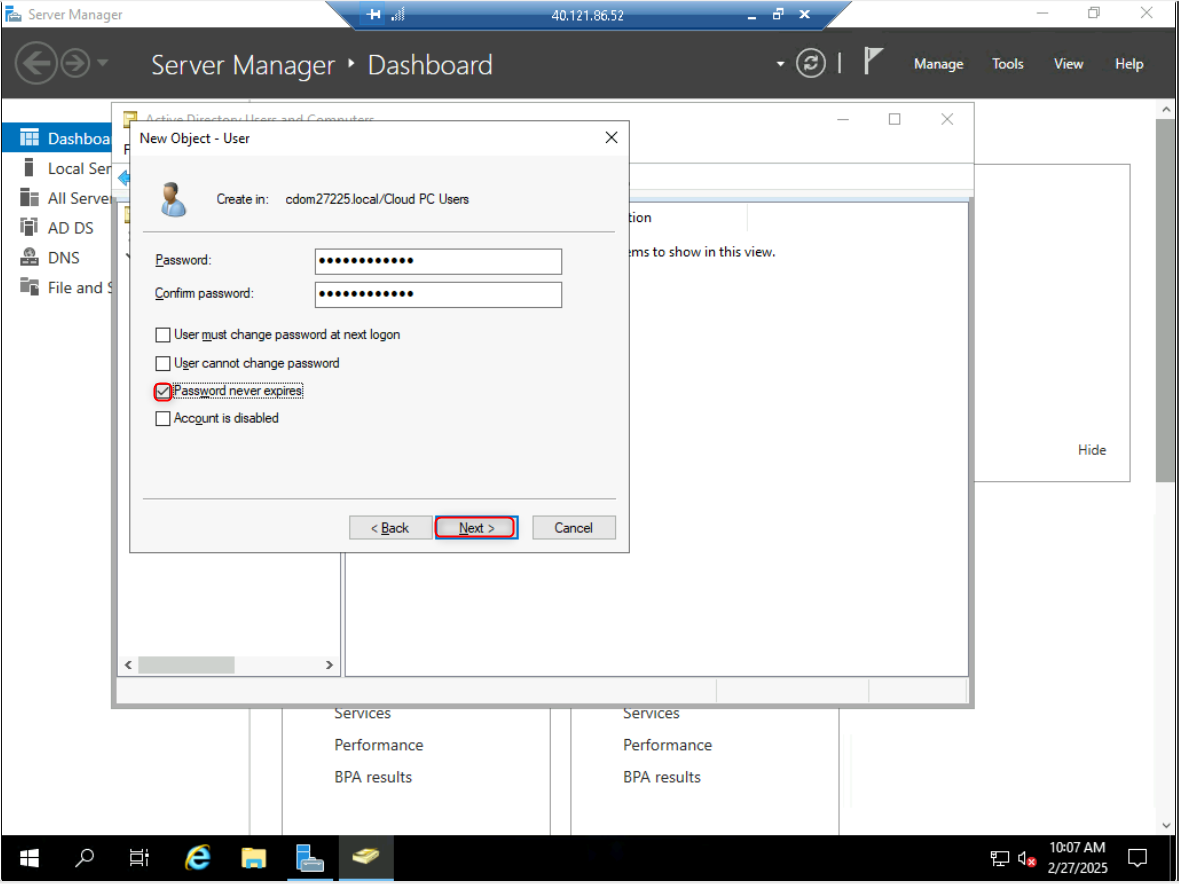 Server Manager
40.121.86.52
Server Manager ‣ Dashboard
Manage Tools View Help
Active Directory Users and Computers
New Object - User
Dashboa
Local Ser
All Server
AD DS
DNS
File and S
Create in: cdom27225.local/Cloud PC Users
Password:
Confirm password:
User must change password at next logon
User cannot change password
Password never expires
Account is disabled
< Back Next > Cancel
tion
ems to show in this view.
Hide
Services Services
Performance Performance
BPA results BPA results
10:07 AM
2/27/2025